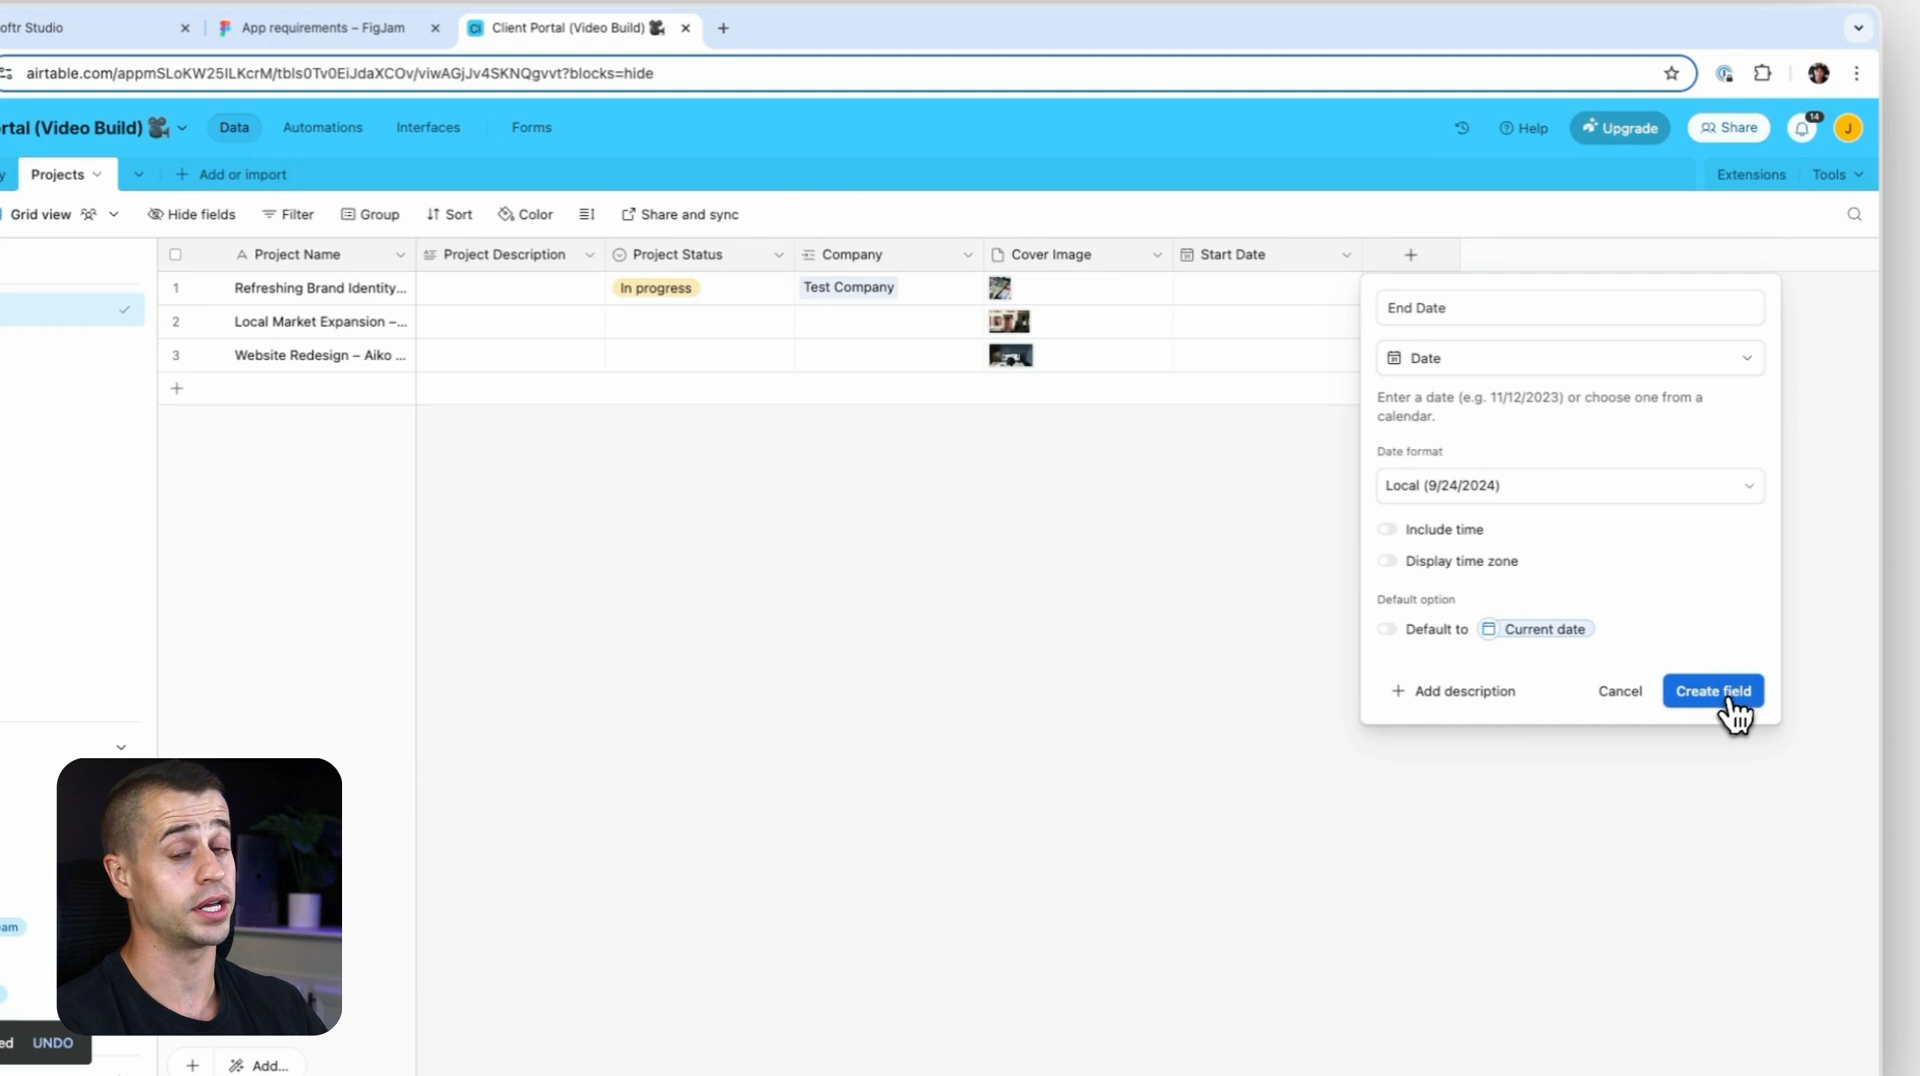 oftr Studio
App requirements – FigJam
Client Portal (Video Build)
airtable.com/appmSLoKW25ILKcrM/tbls0Tv0EiJdaXCOv/viwAGjJv4SKNQgvvt?blocks=hide
rtal (Video Build)
Data
Automations
Interfaces
Forms
Help
Upgrade
Share
14
J
y
Projects
Add or import
Extensions
Tools
Grid view
Hide fields
Filter
Group
Sort
Color
Share and sync
Project Name
Project Description
Project Status
Company
Cover Image
Start Date
1
Refreshing Brand Identity...
In progress
Test Company
2
Local Market Expansion –...
3
Website Redesign – Aiko ...
End Date
Date
Enter a date (e.g. 11/12/2023) or choose one from a
calendar.
Date format
Local (9/24/2024)
Include time
Display time zone
Default option
Default to
Current date
Add description
Cancel
Create field
eam
ed
UNDO
Add...